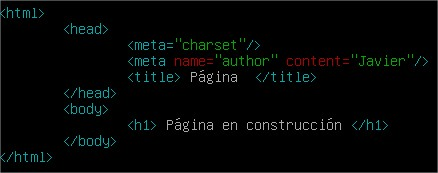 <html>
<head>
<meta="charset"/>
<meta name="author" content="Javier"/>
<title> Página </title>
</head>
<body>
<h1> Página en construcción </h1>
</body>
</html>